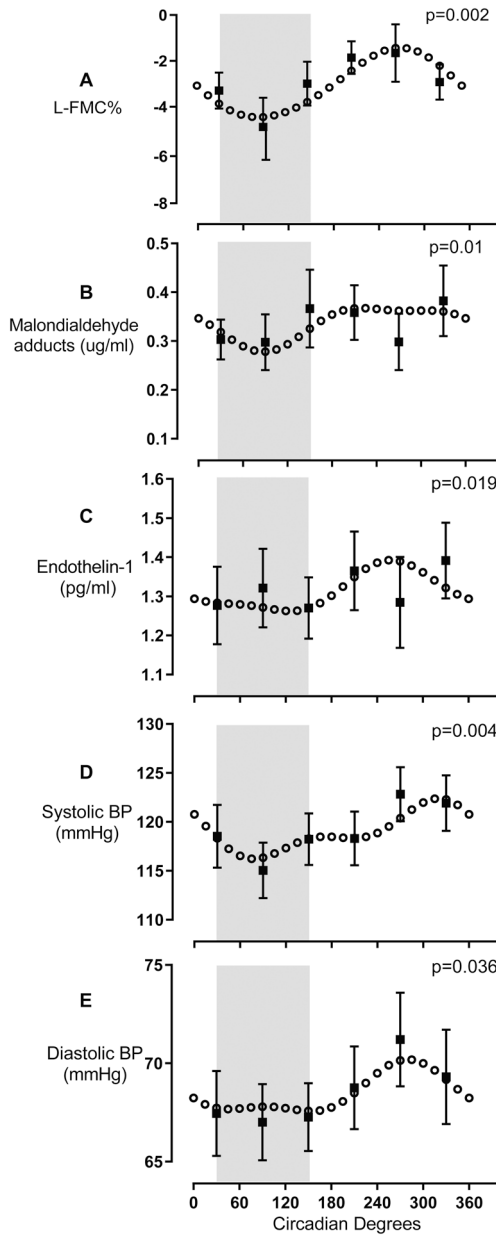 p=0.002
0
-2
-4
-6
-8
A
L-FMC%
p=0.01
0.5
0.4
0.3
0.2
0.1
B
Malondialdehyde
adducts (ug/ml)
p=0.019
1.6
1.5
1.4
1.3
1.2
1.1
C
Endothelin-1
(pg/ml)
p=0.004
130
125
120
115
110
D
Systolic BP
(mmHg)
p=0.036
75
70
65
E
Diastolic BP
(mmHg)
0 60 120 180 240 300 360
Circadian Degrees